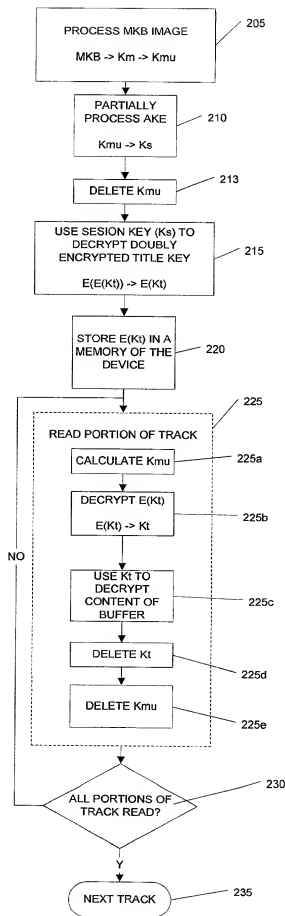 PROCESS MKB IMAGE
MKB -> Km -> Kmu
205
PARTIALLY
PROCESS AKE
Kmu -> Ks
210
DELETE Kmu
213
USE SESION KEY (Ks) TO
DECRYPT DOUBLY
ENCRYPTED TITLE KEY
E(E(Kt)) -> E(Kt)
215
STORE E(Kt) IN A
MEMORY OF THE
DEVICE
220
225
READ PORTION OF TRACK
CALCULATE Kmu
225a
DECRYPT E(Kt)
E(Kt) -> Kt
225b
NO
USE Kt TO
DECRYPT
CONTENT OF
BUFFER
225c
DELETE Kt
225d
DELETE Kmu
225e
ALL PORTIONS OF
TRACK READ?
230
Y
NEXT TRACK
235